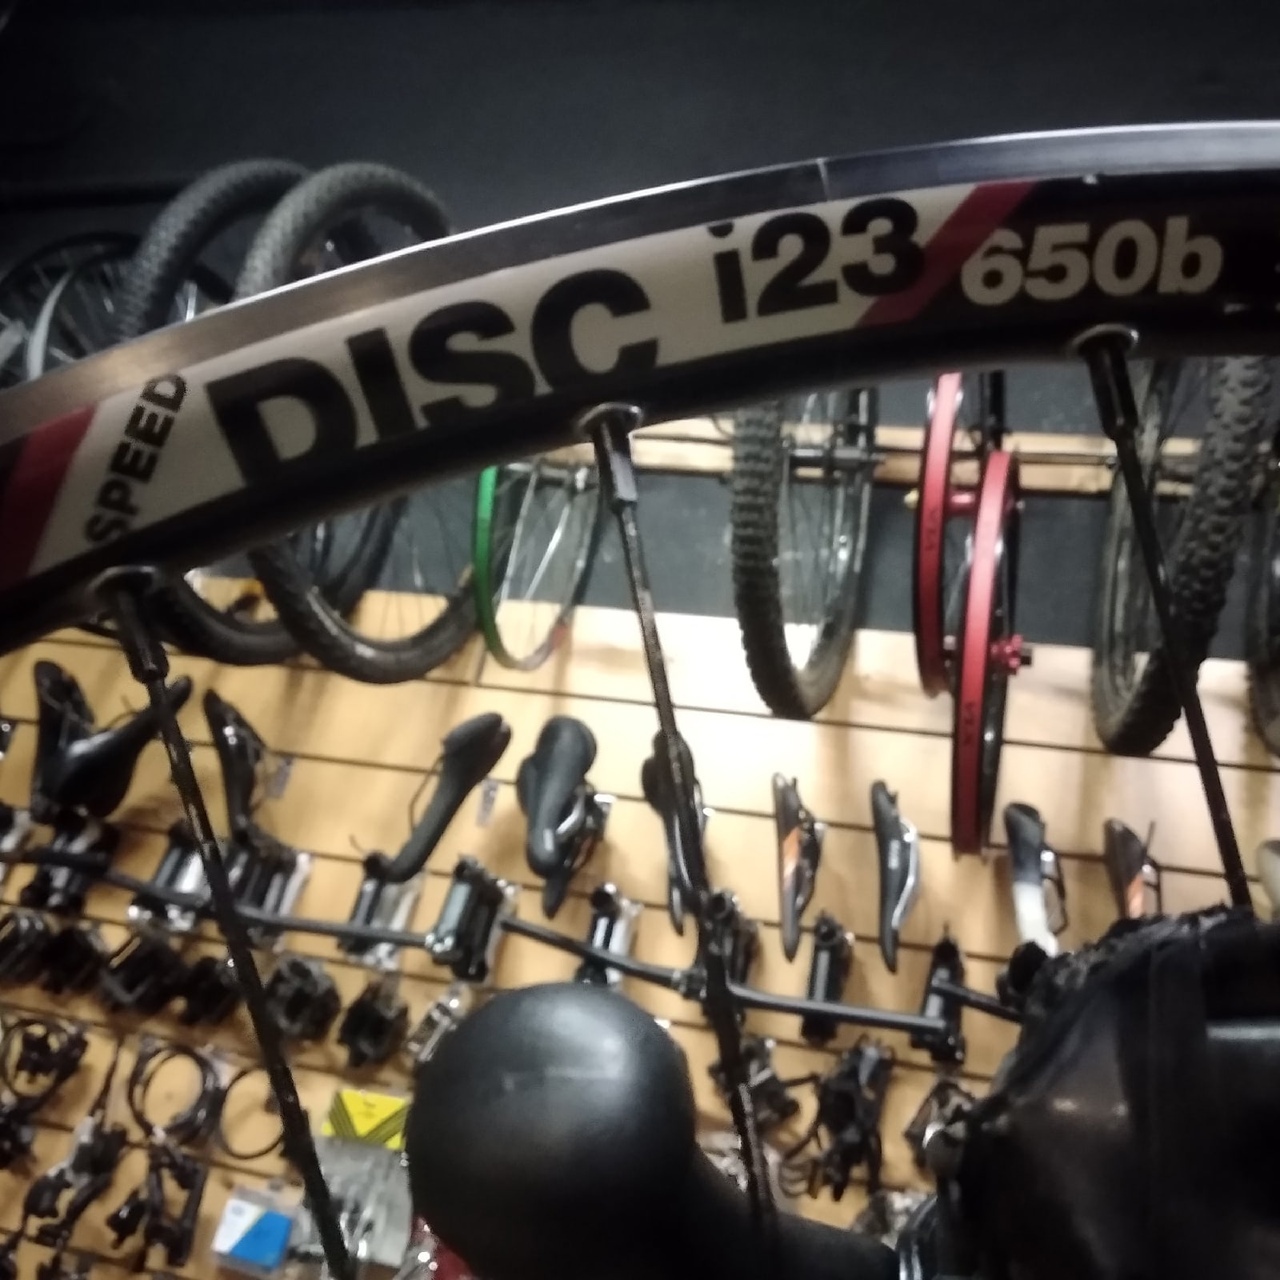 SPEED DISC i23 650b